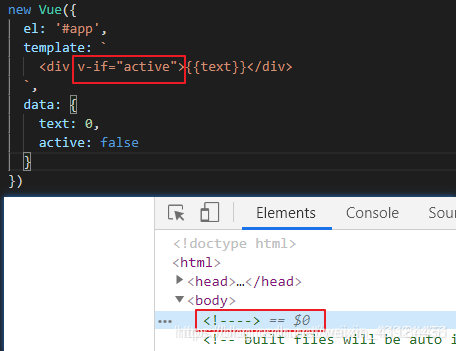 new Vue({
el: '#app',
template: `
<div v-if="active">{{text}}</div>
`,
data: {
text: 0,
active: false
}
})
Elements Console Sou
<!doctype html>
<html>
<head>…</head>
<body>
<!----> == $0
<!-- built files will be auto i